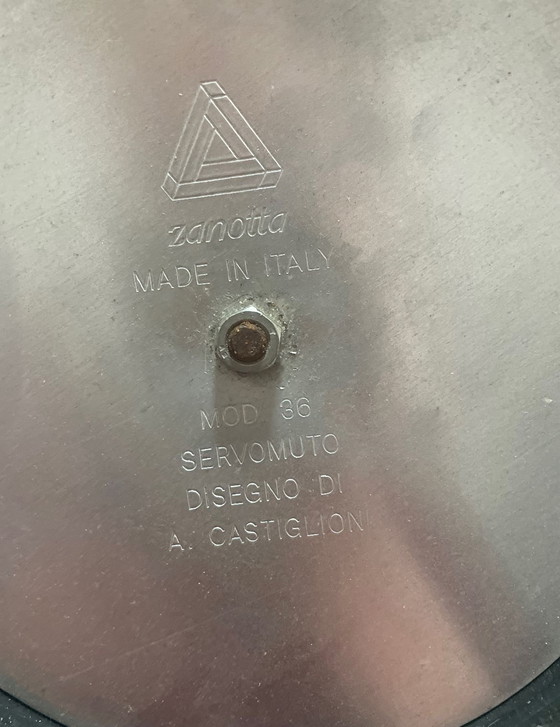 zanotta
MADE IN ITALY
MOD 36
SERVOMUTO
DISEGNO DI
A. CASTIGLIONI